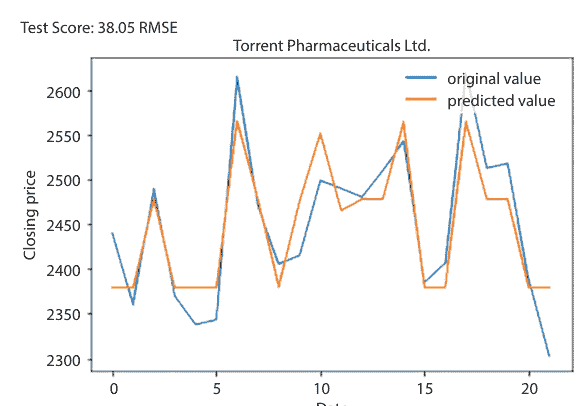 Test Score: 38.05 RMSE
Torrent Pharmaceuticals Ltd.
original value
predicted value
Closing price
2600
2550
2500
2450
2400
2350
2300
0 5 10 15 20